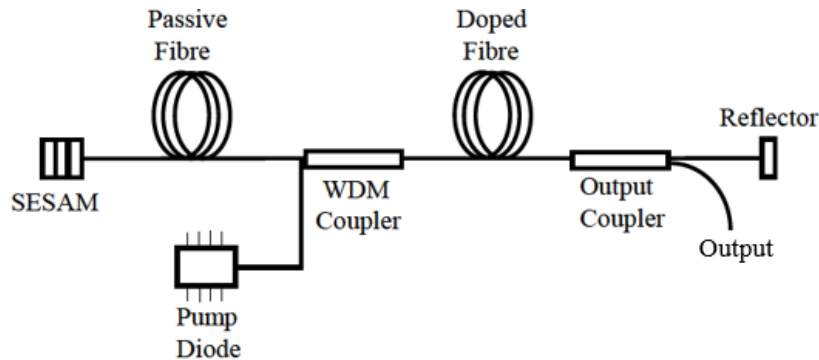 Passive
Fibre
Doped
Fibre
Reflector
SESAM
WDM
Coupler
Output
Coupler
Output
Pump
Diode